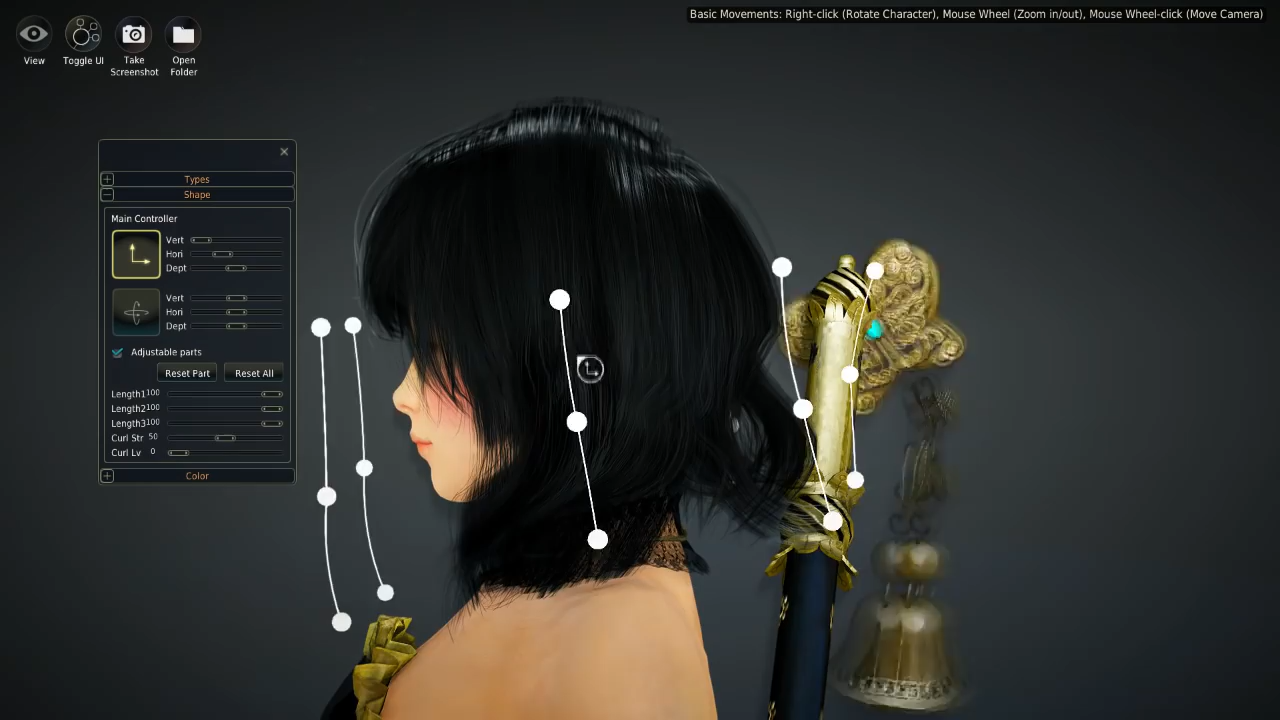 Basic Movements: Right-click (Rotate Character), Mouse Wheel (Zoom in/out), Mouse Wheel-click (Move Camera)
View
Toggle UI
Take Screenshot
Open Folder
Types
Shape
Main Controller
Vert
Hori
Dept
Vert
Hori
Dept
Adjustable parts
Reset Part
Reset All
Length1 100
Length2 100
Length3 100
Curl Str 50
Curl Lv 0
Color